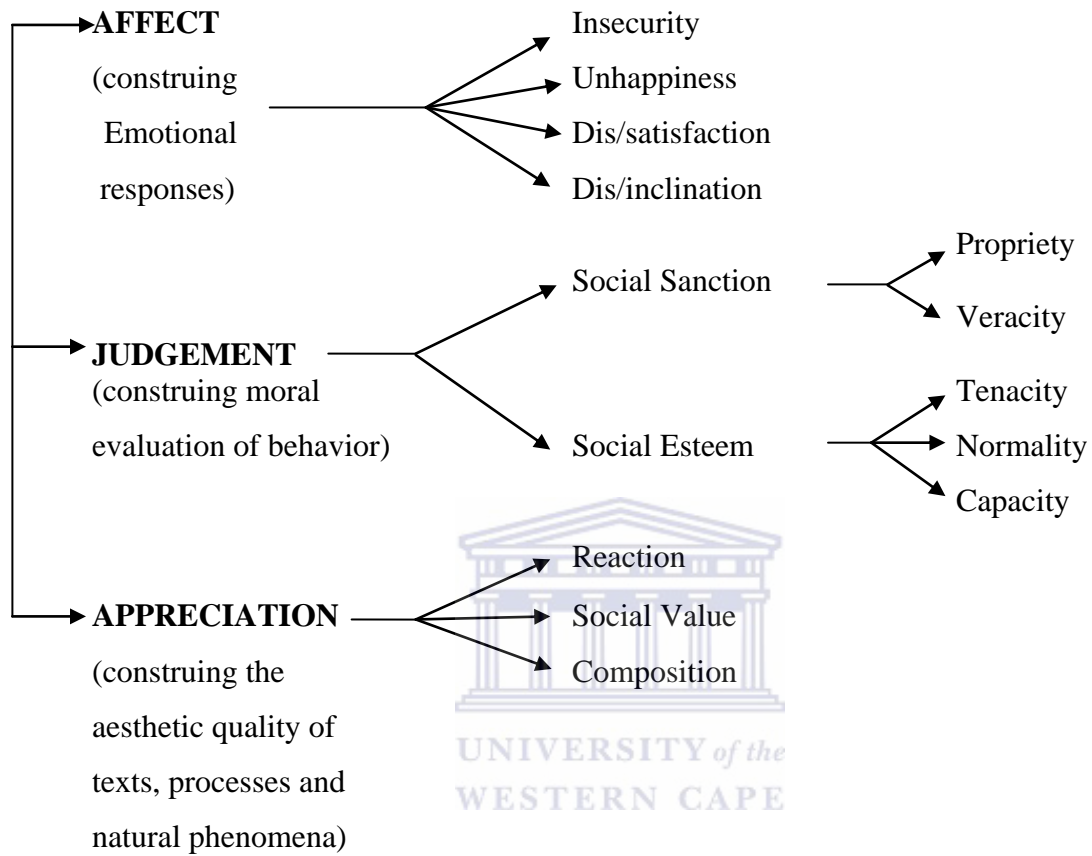 AFFECT
(construing
Emotional
responses)
Insecurity
Unhappiness
Dis/satisfaction
Dis/inclination
JUDGEMENT
(construing moral
evaluation of behavior)
Social Sanction
Propriety
Veracity
Social Esteem
Tenacity
Normality
Capacity
APPRECIATION
(construing the
aesthetic quality of
texts, processes and
natural phenomena)
Reaction
Social Value
Composition
UNIVERSITY of the
WESTERN CAPE